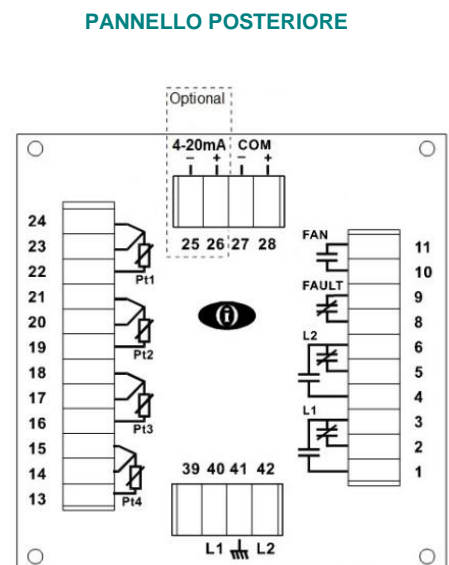 PANNELLO POSTERIORE
Optional
4-20mA COM
− + − +
25 26 27 28
24
23
22
Pt1
21
20
19
Pt2
18
17
16
Pt3
15
14
13
Pt4
i
FAN
11
10
FAULT
9
8
L2
6
5
4
L1
3
2
1
39 40 41 42
L1 L2